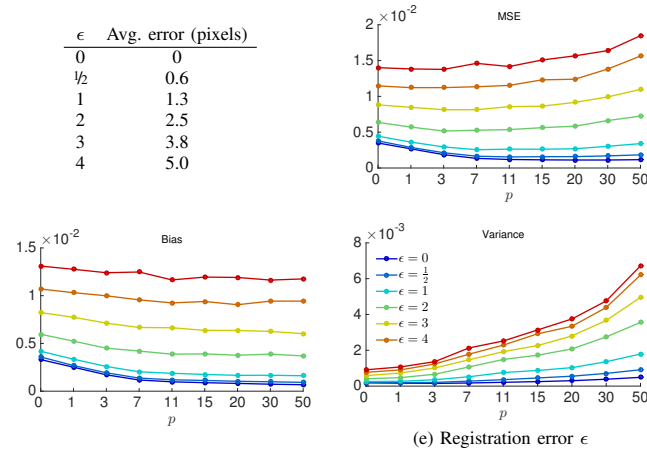 ϵ Avg. error (pixels)
0 0
1/2 0.6
1 1.3
2 2.5
3 3.8
4 5.0
MSE
×10⁻²
2
1.5
1
0.5
0
0 1 3 7 11 15 20 30 50
p
Bias
×10⁻²
1.5
1
0.5
0
0 1 3 7 11 15 20 30 50
p
Variance
×10⁻³
8
6
4
2
0
ϵ = 0
ϵ = 1/2
ϵ = 1
ϵ = 2
ϵ = 3
ϵ = 4
0 1 3 7 11 15 20 30 50
p
(e) Registration error ϵ